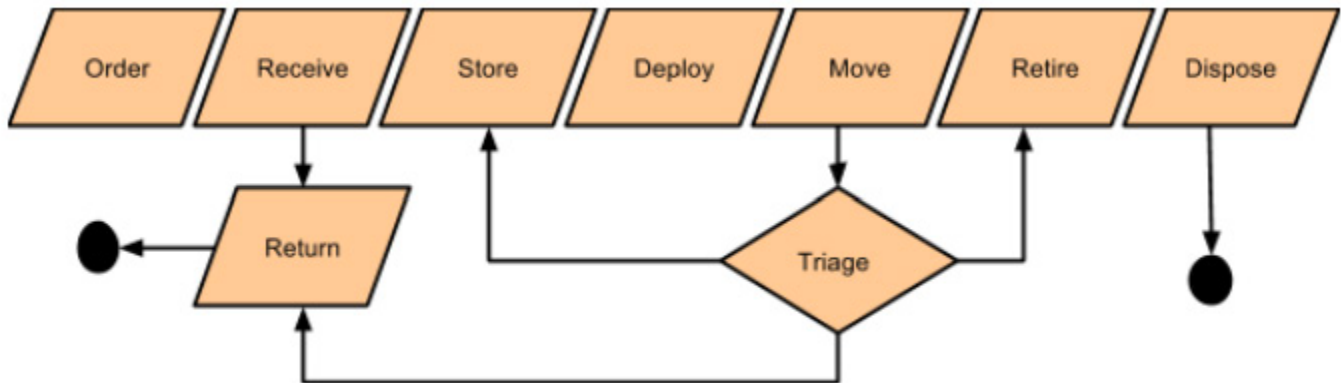 Order
Receive
Store
Deploy
Move
Retire
Dispose
Return
Triage